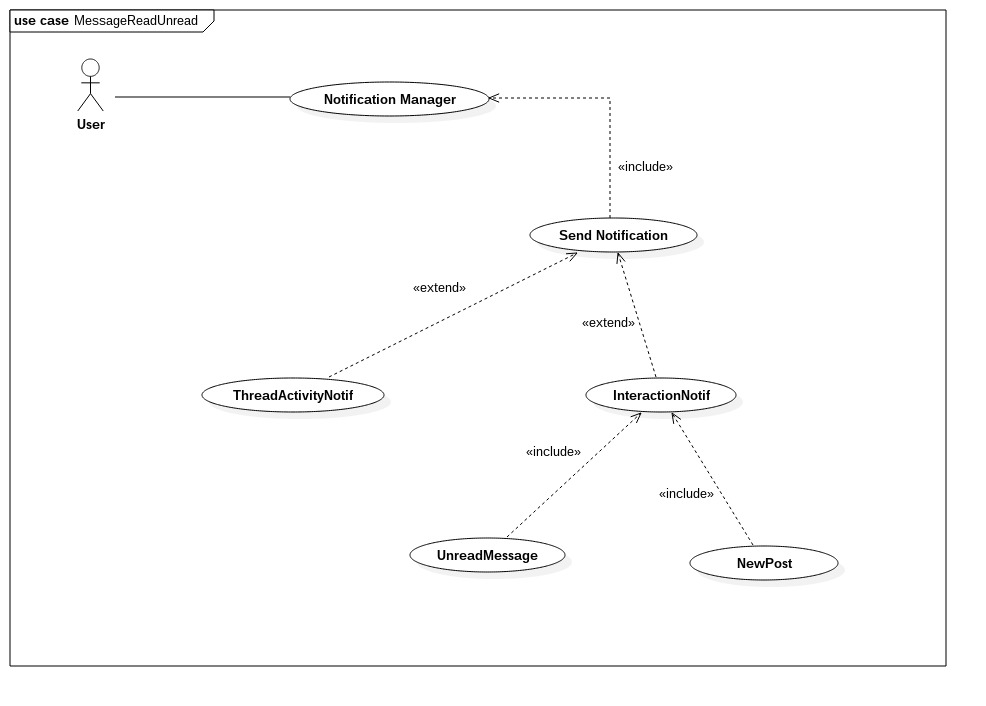 use case MessageReadUnread
Notification Manager
User
«include»
Send Notification
«extend»
«extend»
ThreadActivityNotif
InteractionNotif
«include»
«include»
UnreadMessage
NewPost